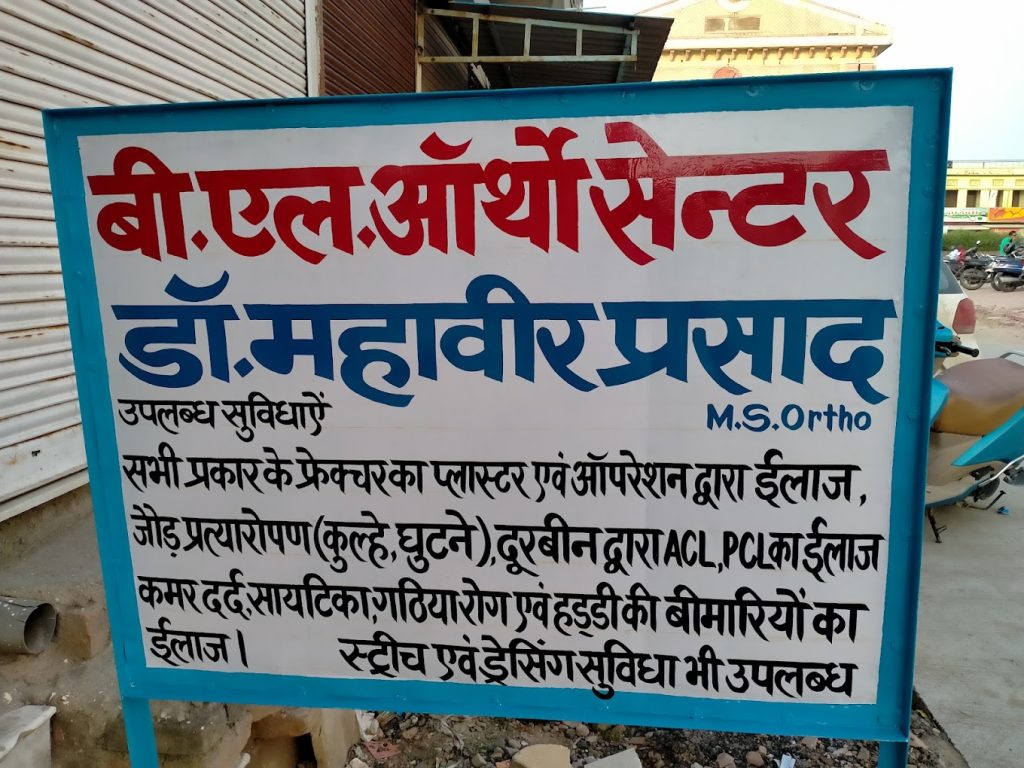 बी.एल.ऑर्थो सेन्टर
डॉ.महावीर प्रसाद
M.S.Ortho
उपलब्ध सुविधाऐं
सभी प्रकार के फ्रेक्चर का प्लास्टर एवं ऑपरेशन द्वारा ईलाज,
जौड़ प्रत्यारोपण (कुल्हे, घुटने), दूरबीन द्वारा ACL, PCL का ईलाज
कमर दर्द, सायटिका, गठिया रोग एवं हड्डी की बीमारियों का
ईलाज। स्ट्रीच एवं ड्रेसिंग सुविधा भी उपलब्ध